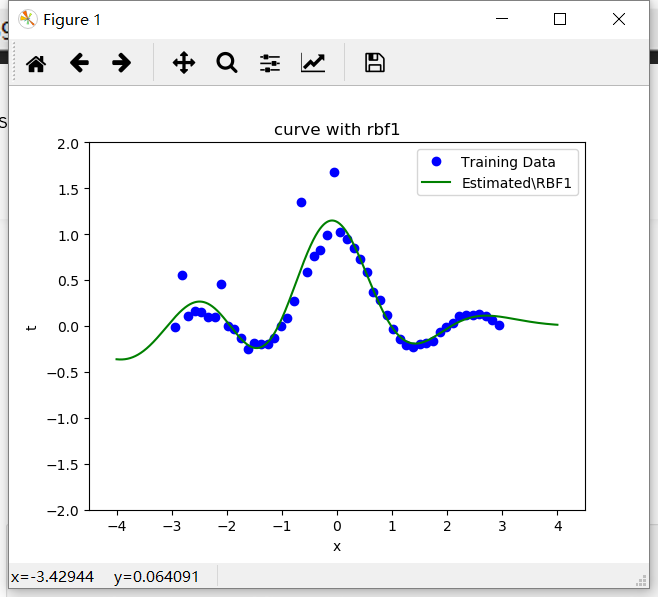 Figure 1
curve with rbf1
Training Data
Estimated\RBF1
2.0
1.5
1.0
0.5
0.0
−0.5
−1.0
−1.5
−2.0
t
−4 −3 −2 −1 0 1 2 3 4
x
x=-3.42944 y=0.064091